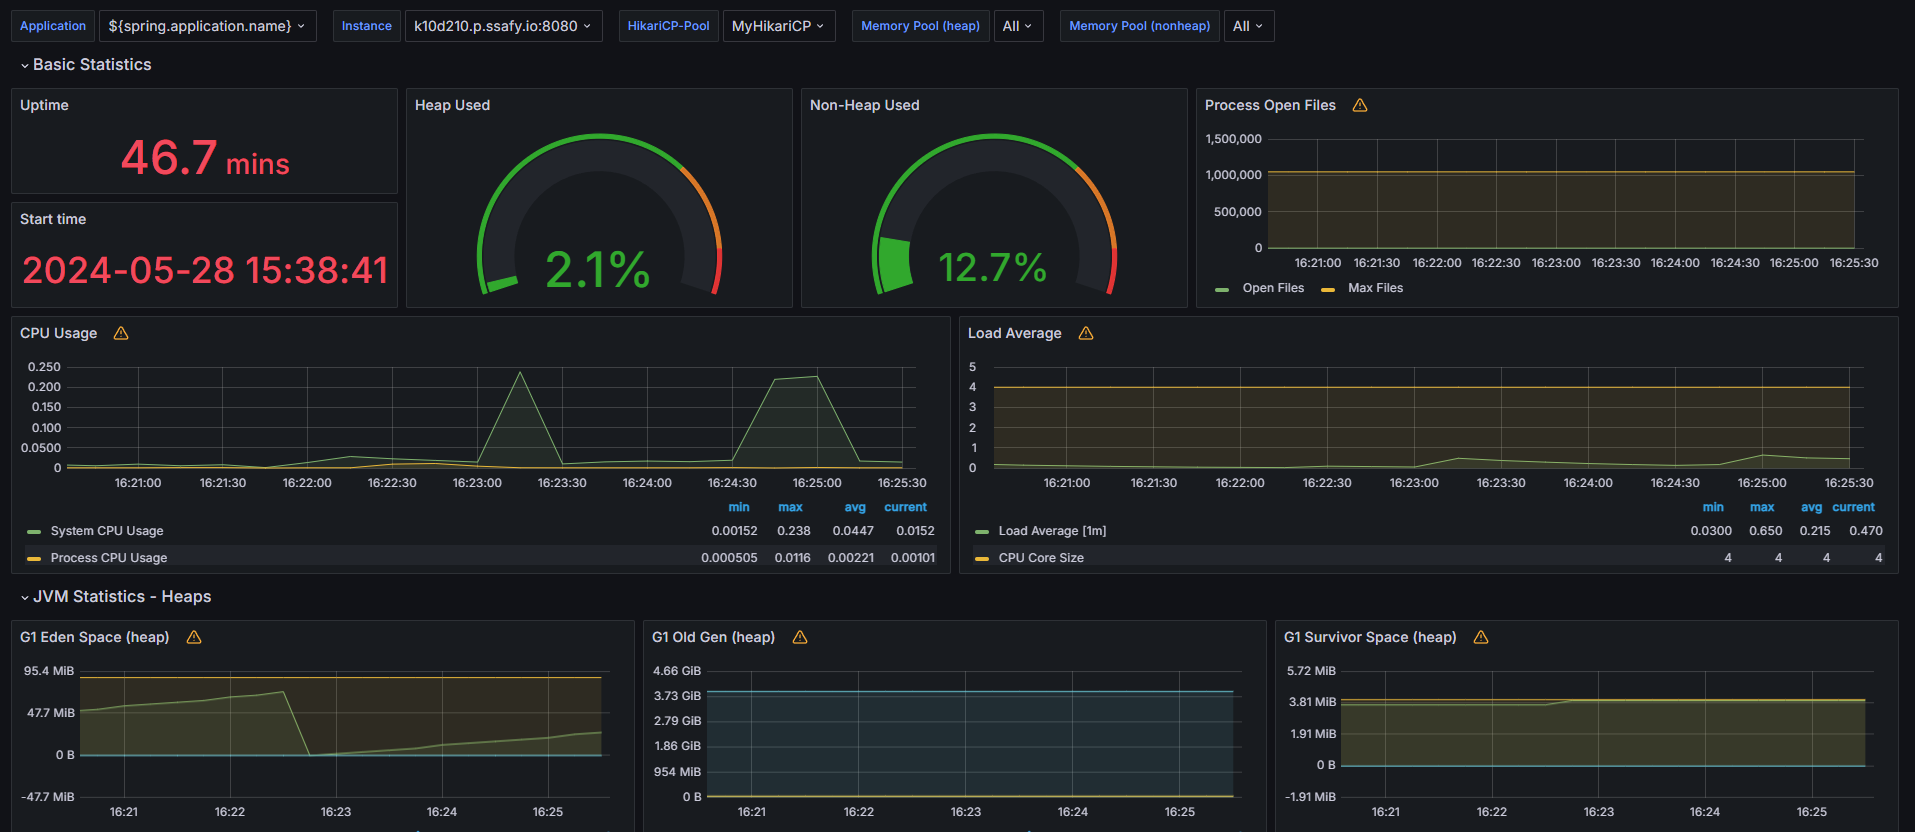 Application ${spring.application.name} Instance k10d210.p.ssafy.io:8080 HikariCP-Pool MyHikariCP Memory Pool (heap) All Memory Pool (nonheap) All
Basic Statistics
Uptime
46.7 mins
Start time
2024-05-28 15:38:41
Heap Used
2.1%
Non-Heap Used
12.7%
Process Open Files
1,500,000
1,000,000
500,000
0
16:21:00 16:21:30 16:22:00 16:22:30 16:23:00 16:23:30 16:24:00 16:24:30 16:25:00 16:25:30
Open Files Max Files
CPU Usage
0.250
0.200
0.150
0.100
0.0500
0
16:21:00 16:21:30 16:22:00 16:22:30 16:23:00 16:23:30 16:24:00 16:24:30 16:25:00 16:25:30
min max avg current
System CPU Usage 0.00152 0.238 0.0447 0.0152
Process CPU Usage 0.000505 0.0116 0.00221 0.00101
Load Average
5
4
3
2
1
0
16:21:00 16:21:30 16:22:00 16:22:30 16:23:00 16:23:30 16:24:00 16:24:30 16:25:00 16:25:30
min max avg current
Load Average [1m] 0.0300 0.650 0.215 0.470
CPU Core Size 4 4 4 4
JVM Statistics - Heaps
G1 Eden Space (heap)
95.4 MiB
47.7 MiB
0 B
-47.7 MiB
16:21 16:22 16:23 16:24 16:25
G1 Old Gen (heap)
4.66 GiB
3.73 GiB
2.79 GiB
1.86 GiB
954 MiB
0 B
16:21 16:22 16:23 16:24 16:25
G1 Survivor Space (heap)
5.72 MiB
3.81 MiB
1.91 MiB
0 B
-1.91 MiB
16:21 16:22 16:23 16:24 16:25